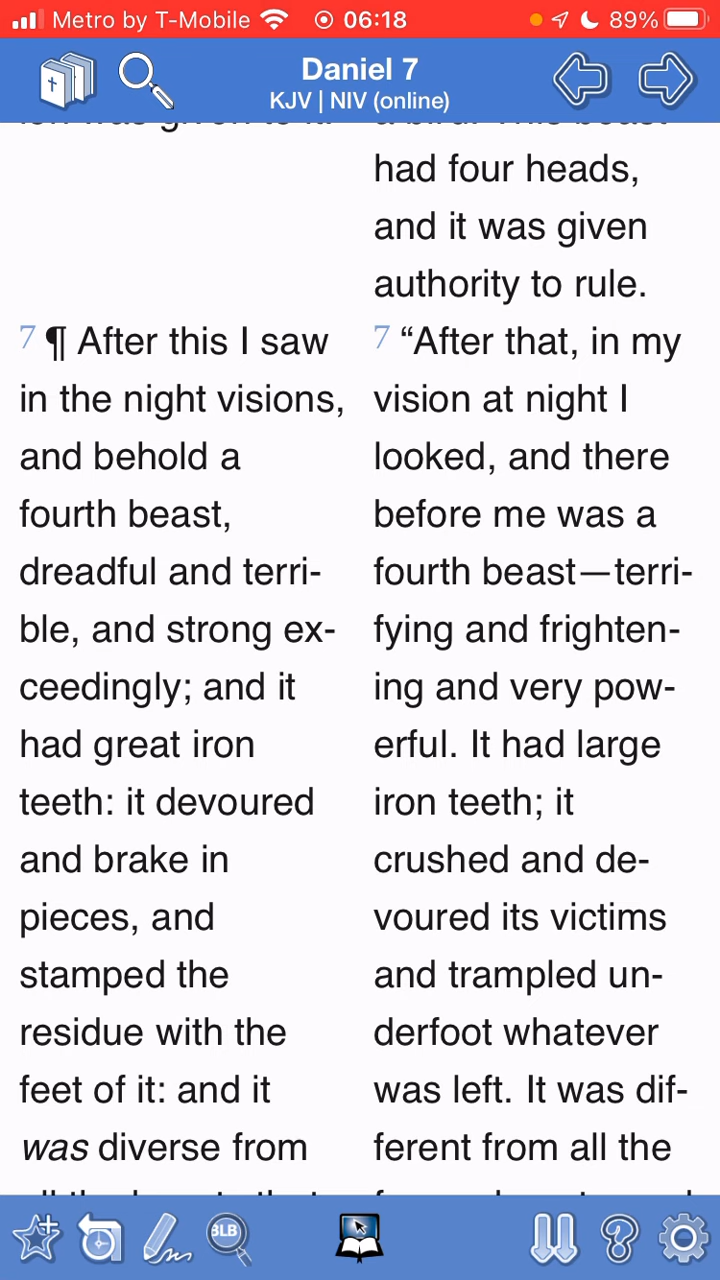 Metro by T-Mobile 06:18 89%
Daniel 7
KJV | NIV (online)
had four heads,
and it was given
authority to rule.
7 ¶ After this I saw
in the night visions,
and behold a
fourth beast,
dreadful and terri-
ble, and strong ex-
ceedingly; and it
had great iron
teeth: it devoured
and brake in
pieces, and
stamped the
residue with the
feet of it: and it
was diverse from
7 “After that, in my
vision at night I
looked, and there
before me was a
fourth beast—terri-
fying and frighten-
ing and very pow-
erful. It had large
iron teeth; it
crushed and de-
voured its victims
and trampled un-
derfoot whatever
was left. It was dif-
ferent from all the
BLB